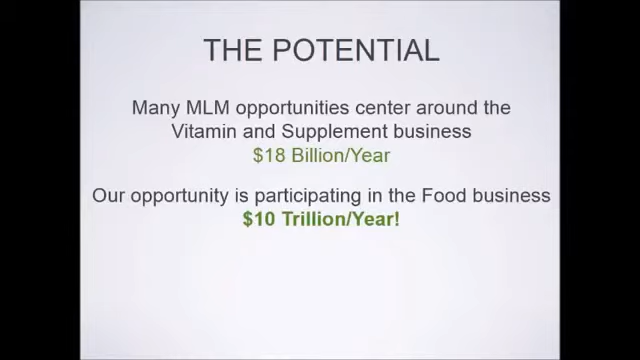 THE POTENTIAL
Many MLM opportunities center around the
Vitamin and Supplement business
$18 Billion/Year
Our opportunity is participating in the Food business
$10 Trillion/Year!